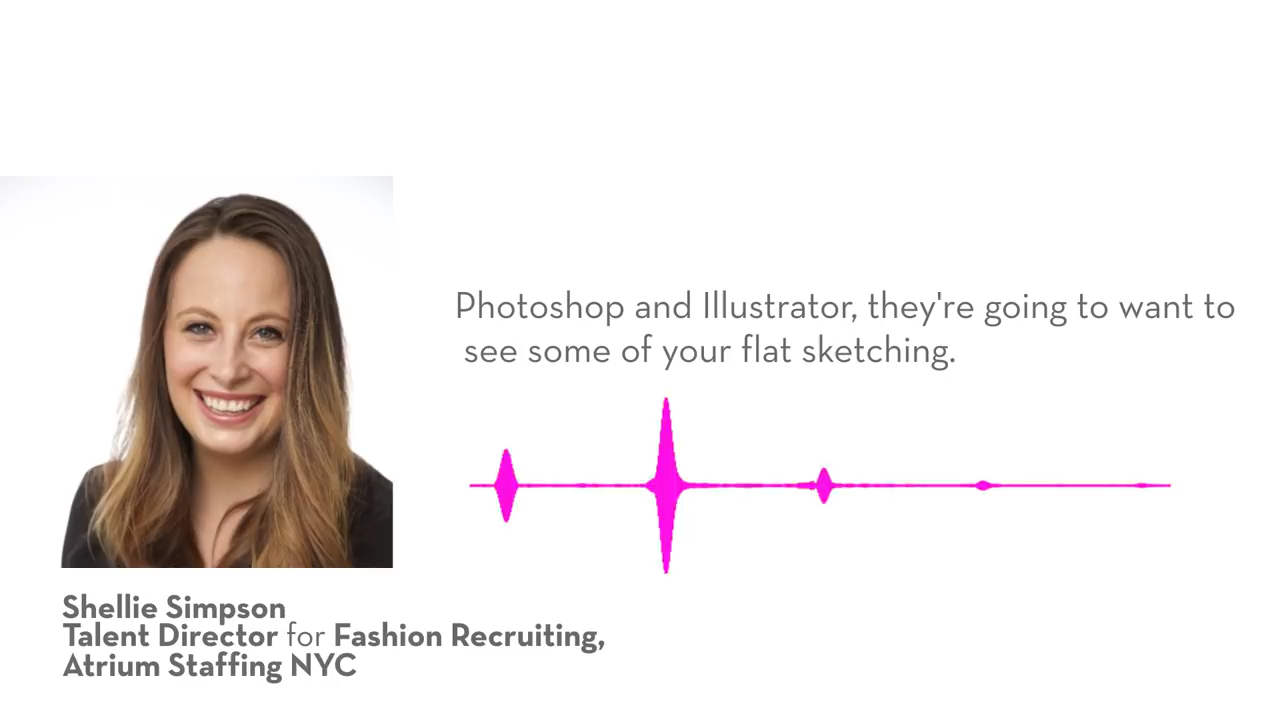 Photoshop and Illustrator, they're going to want to
see some of your flat sketching.
Shellie Simpson
Talent Director for Fashion Recruiting,
Atrium Staffing NYC